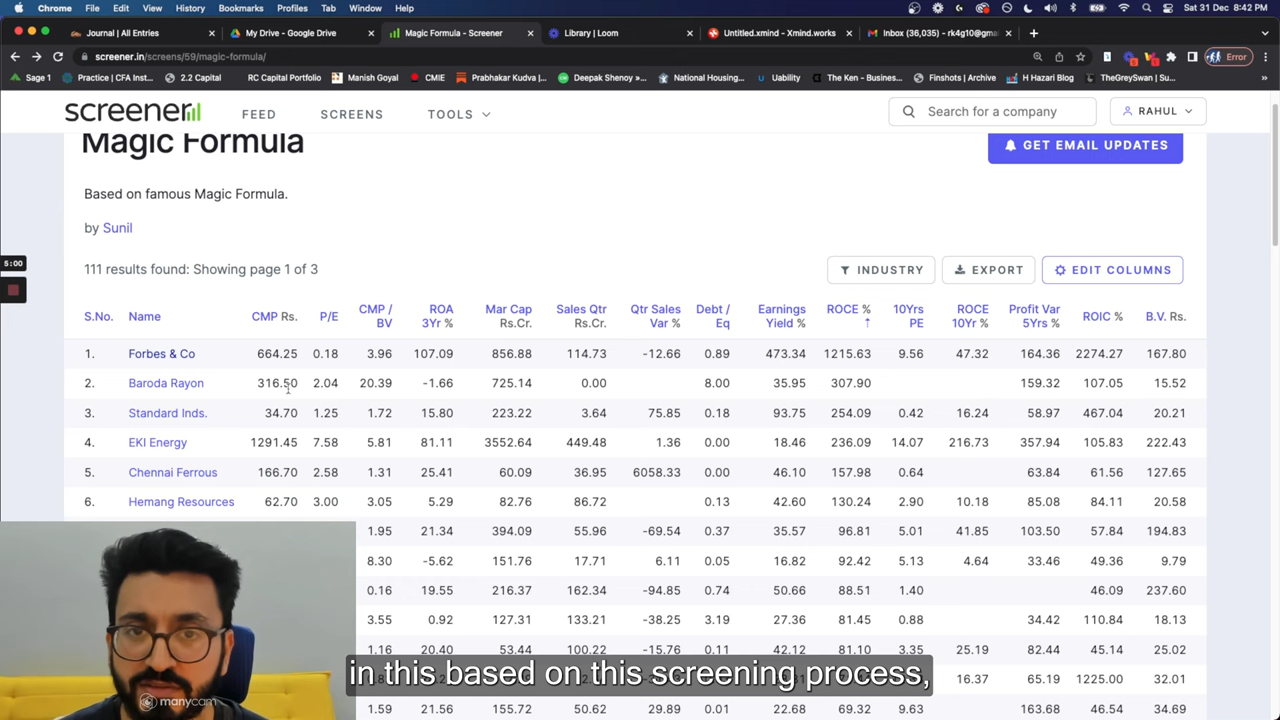 Chrome File Edit View History Bookmarks Profiles Tab Window Help Sat 31 Dec 8:42 PM
Journal | All Entries My Drive - Google Drive Magic Formula - Screener Library | Loom Untitled.xmind - Xmind.works Inbox (36,035) - rk4g10@gma
screener.in/screens/59/magic-formula/ Error
Sage 1 Practice | CFA Inst... 2.2 Capital RC Capital Portfolio Manish Goyal CMIE Prabhakar Kudva |... Deepak Shenoy »... National Housing... Uability The Ken - Busines... Finshots | Archive H Hazari Blog TheGreySwan | Su...
screener FEED SCREENS TOOLS Search for a company RAHUL
Magic Formula
GET EMAIL UPDATES
Based on famous Magic Formula.
by Sunil
5:00
111 results found: Showing page 1 of 3 INDUSTRY EXPORT EDIT COLUMNS
S.No. Name CMP Rs. P/E CMP / BV ROA 3Yr % Mar Cap Rs.Cr. Sales Qtr Rs.Cr. Qtr Sales Var % Debt / Eq Earnings Yield % ROCE % ↑ 10Yrs PE ROCE 10Yr % Profit Var 5Yrs % ROIC % B.V. Rs.
1. Forbes & Co 664.25 0.18 3.96 107.09 856.88 114.73 -12.66 0.89 473.34 1215.63 9.56 47.32 164.36 2274.27 167.80
2. Baroda Rayon 316.50 2.04 20.39 -1.66 725.14 0.00 8.00 35.95 307.90 159.32 107.05 15.52
3. Standard Inds. 34.70 1.25 1.72 15.80 223.22 3.64 75.85 0.18 93.75 254.09 0.42 16.24 58.97 467.04 20.21
4. EKI Energy 1291.45 7.58 5.81 81.11 3552.64 449.48 1.36 0.00 18.46 236.09 14.07 216.73 357.94 105.83 222.43
5. Chennai Ferrous 166.70 2.58 1.31 25.41 60.09 36.95 6058.33 0.00 46.10 157.98 0.64 63.84 61.56 127.65
6. Hemang Resources 62.70 3.00 3.05 5.29 82.76 86.72 0.13 42.60 130.24 2.90 10.18 85.08 84.11 20.58
1.95 21.34 394.09 55.96 -69.54 0.37 35.57 96.81 5.01 41.85 103.50 57.84 194.83
8.30 -5.62 151.76 17.71 6.11 0.05 16.82 92.42 5.13 4.64 33.46 49.36 9.79
0.16 19.55 216.37 162.34 -94.85 0.74 50.66 88.51 1.40 46.09 237.60
3.55 0.92 127.31 133.21 -38.25 3.19 31.36 81.45 0.88 34.42 110.84 18.13
1.16 20.40 53.44 100.22 -15.76 0.11 42.12 81.10 3.35 25.19 82.44 45.14 25.02
16.37 65.19 1225.00 32.01
in this based on this screening process,
manycam
1.59 21.56 155.72 50.62 29.89 0.01 22.68 69.32 9.63 163.68 46.54 34.69